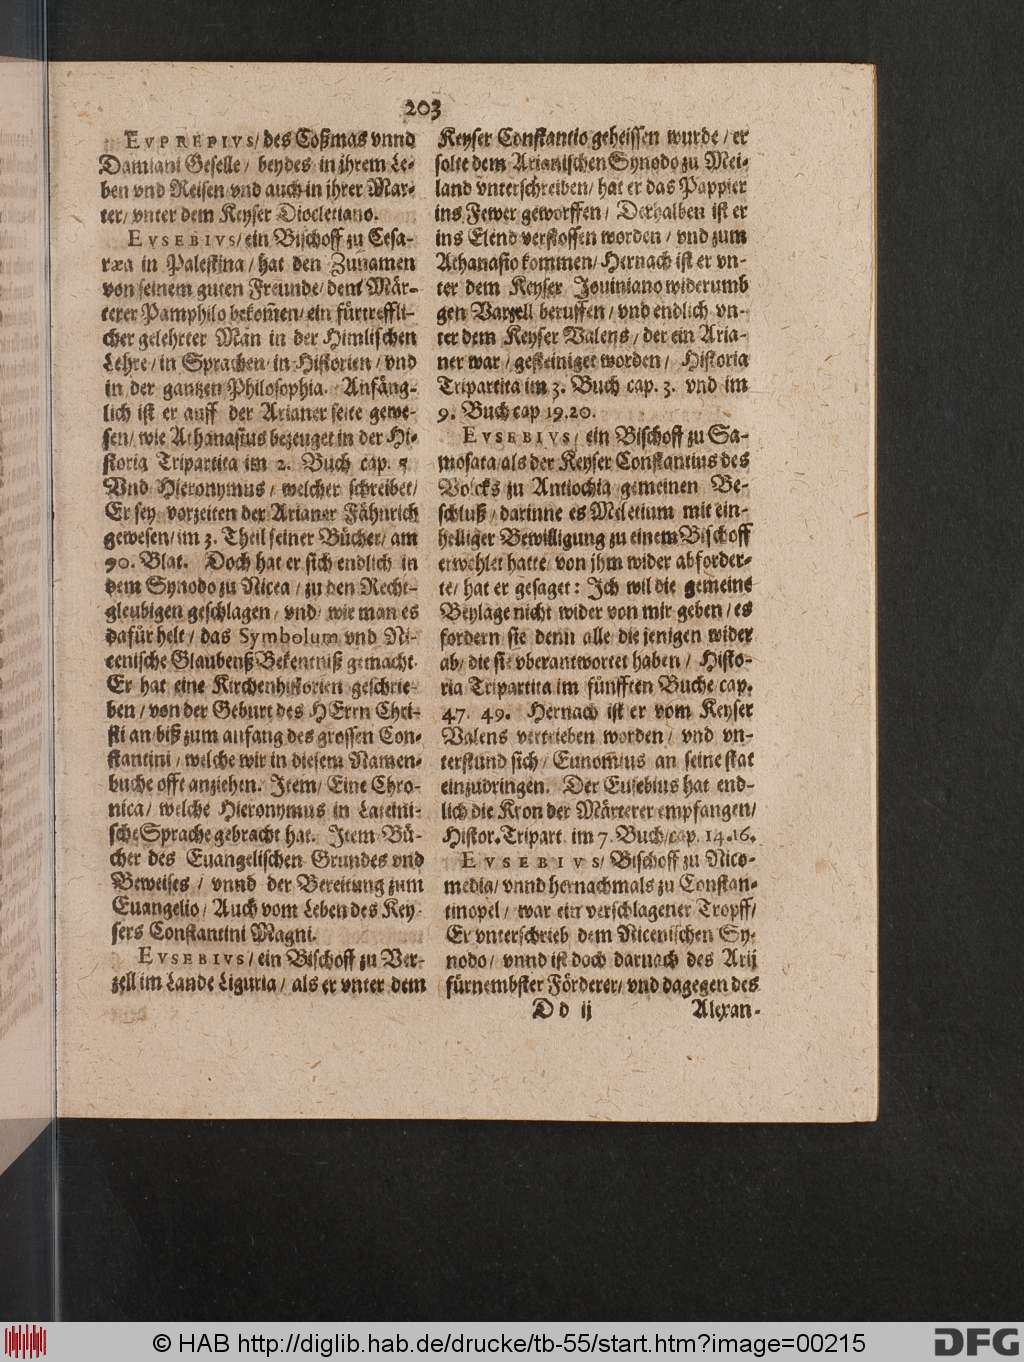 203
EVPREPIVS/ des Coßmas vnnd
Damiani Geselle/ beydes in ihrem Le-
ben vnd Reisen/ vnd auch in ihrer Mar-
ter/ vnter dem Keyser Diocletiano.
EVSEBIVS/ ein Bischoff zu Cesa-
ræa in Palestina/ hat den Zunamen
von seinem guten Freunde/ dem Mär-
terer Pamphilo bekom̃en/ ein fürtreffli-
cher gelehrter Man in der Himlischen
Lehre/ in Sprachen/ in Historien/ vnd
in der gantzen Philosophia. Anfäng-
lich ist er auff der Arianer seite gewe-
sen/ wie Athanasius bezeuget in der Hi-
storia Tripartita im 2. Buch cap. 5.
Vnd Hieronymus/ welcher schreibet/
Er sey vorzeiten der Arianer Fähnrich
gewesen/ im 3. Theil seiner Bücher/ am
90. Blat. Doch hat er sich endlich in
dem Synodo zu Nicea/ zu den Recht-
gleubigen geschlagen/ vnd/ wie man es
dafür helt/ das Symbolum vnd Ni-
cenische Glaubenß Bekentniß gemacht.
Er hat eine Kirchenhistorien geschrie-
ben/ von der Geburt des HErrn Chri-
sti an/ biß zum anfang des grossen Con-
stantini/ welche wir in diesem Namen-
buche offt anziehen. Item/ Eine Chro-
nica/ welche Hieronymus in Lateini-
sche Sprache gebracht hat. Item Bü-
cher des Euangelischen Grundes vnd
Beweises/ vnnd der Bereitung zum
Euangelio/ Auch vom Leben des Key-
sers Constantini Magni.
EVSEBIVS/ ein Bischoff zu Ver-
zell im Lande Liguria/ als er vnter dem
Keyser Constantio geheissen wurde/ er
solte dem Arianischen Synodo zu Mei-
land vnterschreiben/ hat er das Pappier
ins Fewer geworffen/ Derhalben ist er
ins Elend verstossen worden/ vnd zum
Athanasio kommen/ Hernach ist er vn-
ter dem Keyser Joviniano widerumb
gen Varzell beruffen/ vnd endlich vn-
ter dem Keyser Valens/ der ein Aria-
ner war/ gesteiniget worden/ Historia
Tripartita im 3. Buch cap. 3. vnd im
9. Buch cap 19.20.
EVSEBIVS/ ein Bischoff zu Sa-
mosata/ als der Keyser Constantius des
Volcks zu Antiochia gemeinen Be-
schluß/ darinne es Meletium mit ein-
helliger Bewilligung zu einem Bischoff
erwehlet hatte/ von jhm wider abforder-
te/ hat er gesaget: Ich wil die gemeine
Beylage nicht wider von mir geben/ es
fordern sie denn alle die jenigen wider
ab/ die sie vberantwortet haben/ Histo-
ria Tripartita im fünfften Buche/ cap.
47. 49. Hernach ist er vom Keyser
Valens vertrieben worden/ vnd vn-
terstund sich/ Eunom̃ius an seine stat
einzudringen. Der Eusebius hat end-
lich die Kron der Märterer empfangen/
Histor. Tripart. im 7. Buch/ cap. 14.16.
EVSEBIVS/ Bischoff zu Nico-
media/ vnnd hernachmals zu Constan-
tinopel/ war ein verschlagener Tropff/
Er vnterschrieb dem Nicenischen Sy-
nodo/ vnnd ist doch darnach des Arij
fürnembster Förderer/ vnd dagegen des
Dd ij Alexan-
© HAB http://diglib.hab.de/drucke/tb-55/start.htm?image=00215
DFG